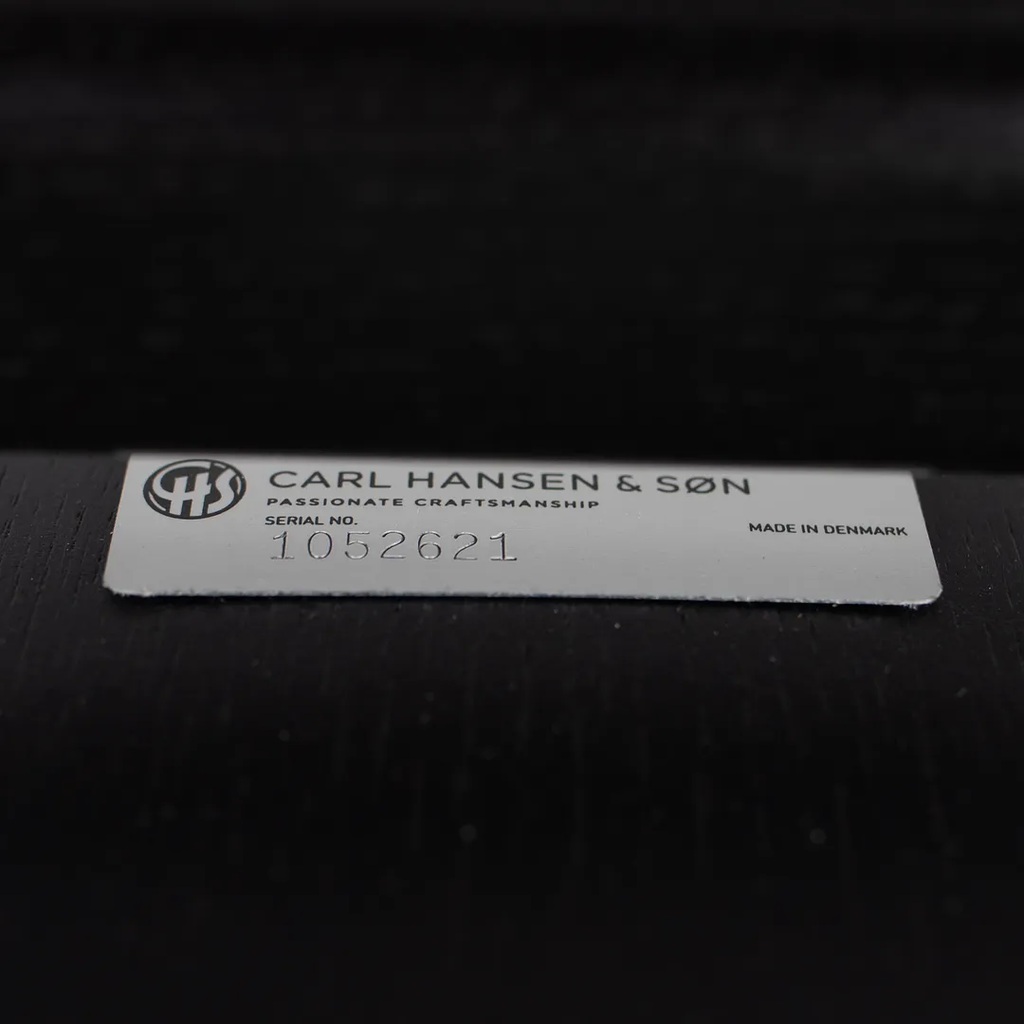 CHS
CARL HANSEN & SØN
PASSIONATE CRAFTSMANSHIP
SERIAL NO.
1052621
MADE IN DENMARK